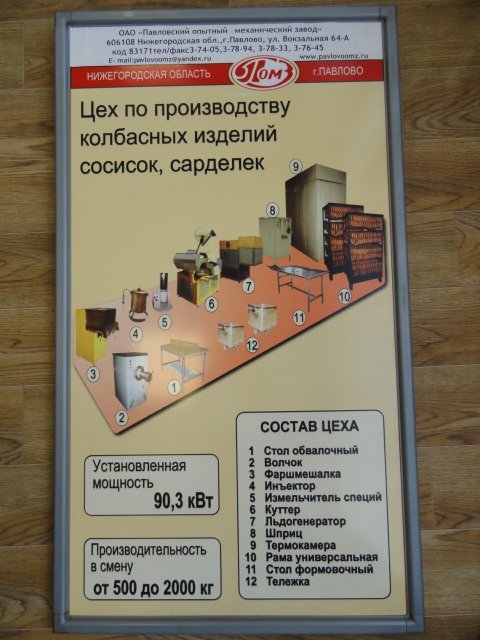 ОАО «Павловский опытный механический завод»
606108 Нижегородская обл.,г.Павлово, ул. Вокзальная 64-А
код 83171тел/факс3-74-05,3-78-94, 3-78-33, 3-76-45
E- mail:pavlovoomz@yandex.ru www.pavlovoomz.ru
НИЖЕГОРОДСКАЯ ОБЛАСТЬ г.ПАВЛОВО
Цех по производству
колбасных изделий
сосисок, сарделек
9
8
7
6
10
11
5
4
12
3
1
2
Установленная
мощность
90,3 кВт
Производительность
в смену
от 500 до 2000 кг
СОСТАВ ЦЕХА
1 Стол обвалочный
2 Волчок
3 Фаршмешалка
4 Инъектор
5 Измельчитель специй
6 Куттер
7 Льдогенератор
8 Шприц
9 Термокамера
10 Рама универсальная
11 Стол формовочный
12 Тележка